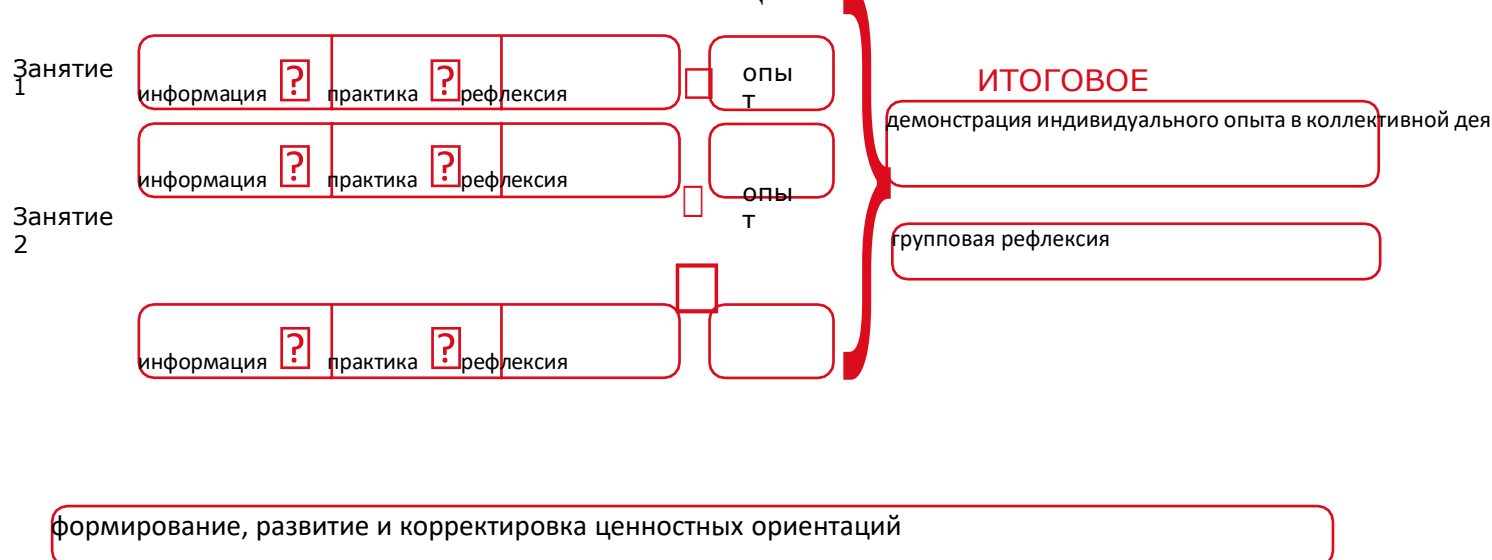 Занятие
1
информация ? практика ? рефлексия
опы
т
ИТОГОВОЕ
демонстрация индивидуального опыта в коллективной дея
информация ? практика ? рефлексия
опы
т
Занятие
2
групповая рефлексия
информация ? практика ? рефлексия
формирование, развитие и корректировка ценностных ориентаций